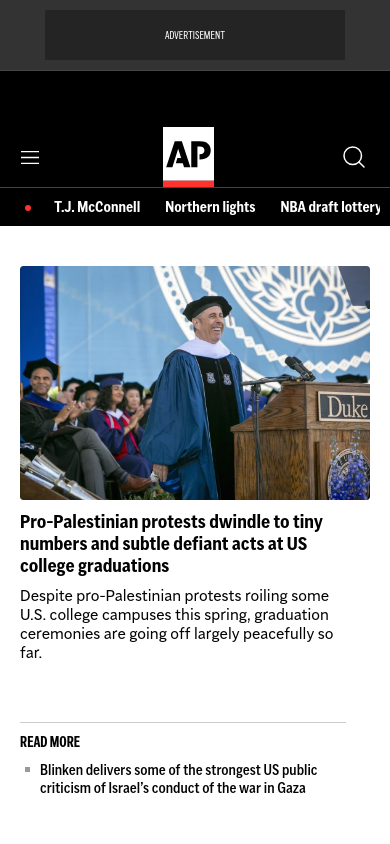 ADVERTISEMENT
AP
T.J. McConnell Northern lights NBA draft lottery
Duke
Pro-Palestinian protests dwindle to tiny
numbers and subtle defiant acts at US
college graduations
Despite pro-Palestinian protests roiling some
U.S. college campuses this spring, graduation
ceremonies are going off largely peacefully so
far.
READ MORE
Blinken delivers some of the strongest US public
criticism of Israel’s conduct of the war in Gaza